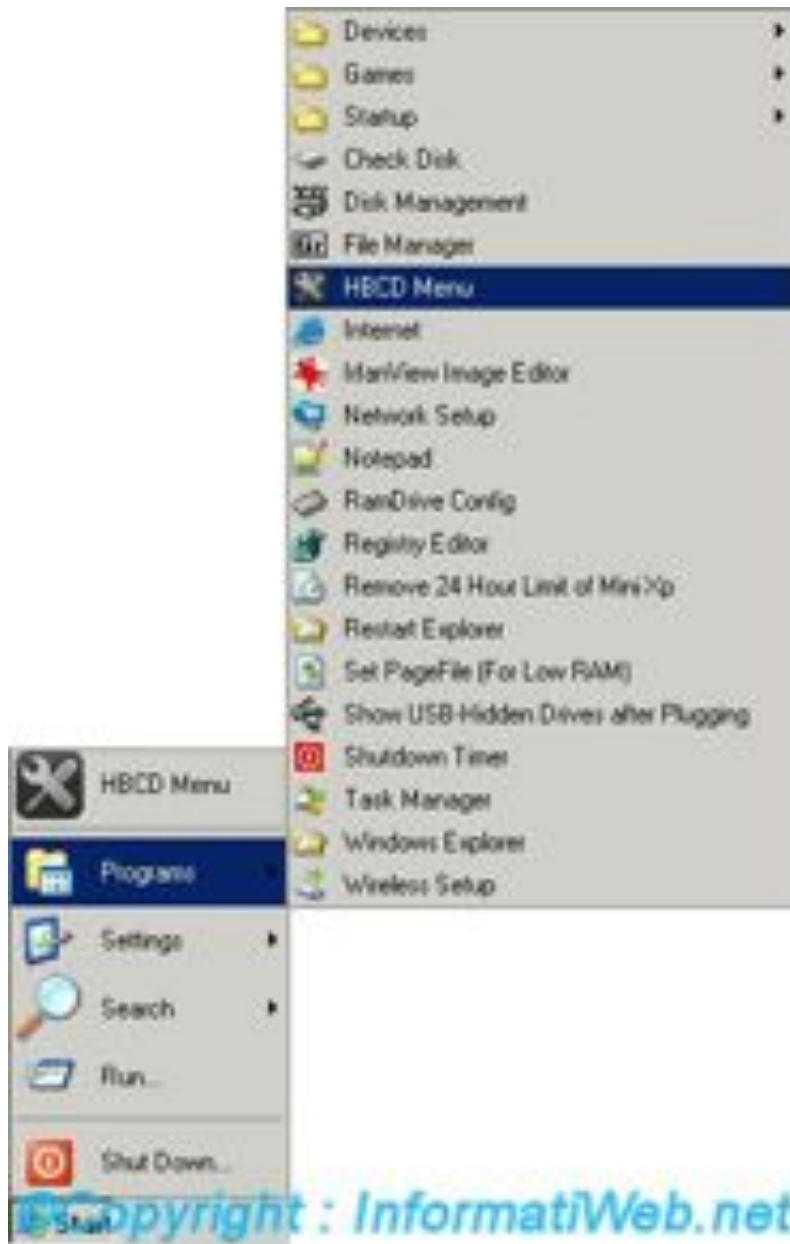 Devices
Games
Startup
Check Disk
Disk Management
File Manager
HBCD Menu
Internet
IrfanView Image Editor
Network Setup
Notepad
RamDrive Config
Registry Editor
Remove 24 Hour Limit of Mini Xp
Restart Explorer
Set PageFile (For Low RAM)
Show USB-Hidden Drives after Plugging
Shutdown Timer
Task Manager
Windows Explorer
Wireless Setup
HBCD Menu
Programs
Settings
Search
Run...
Shut Down...
Start
©Copyright : InformatiWeb.net